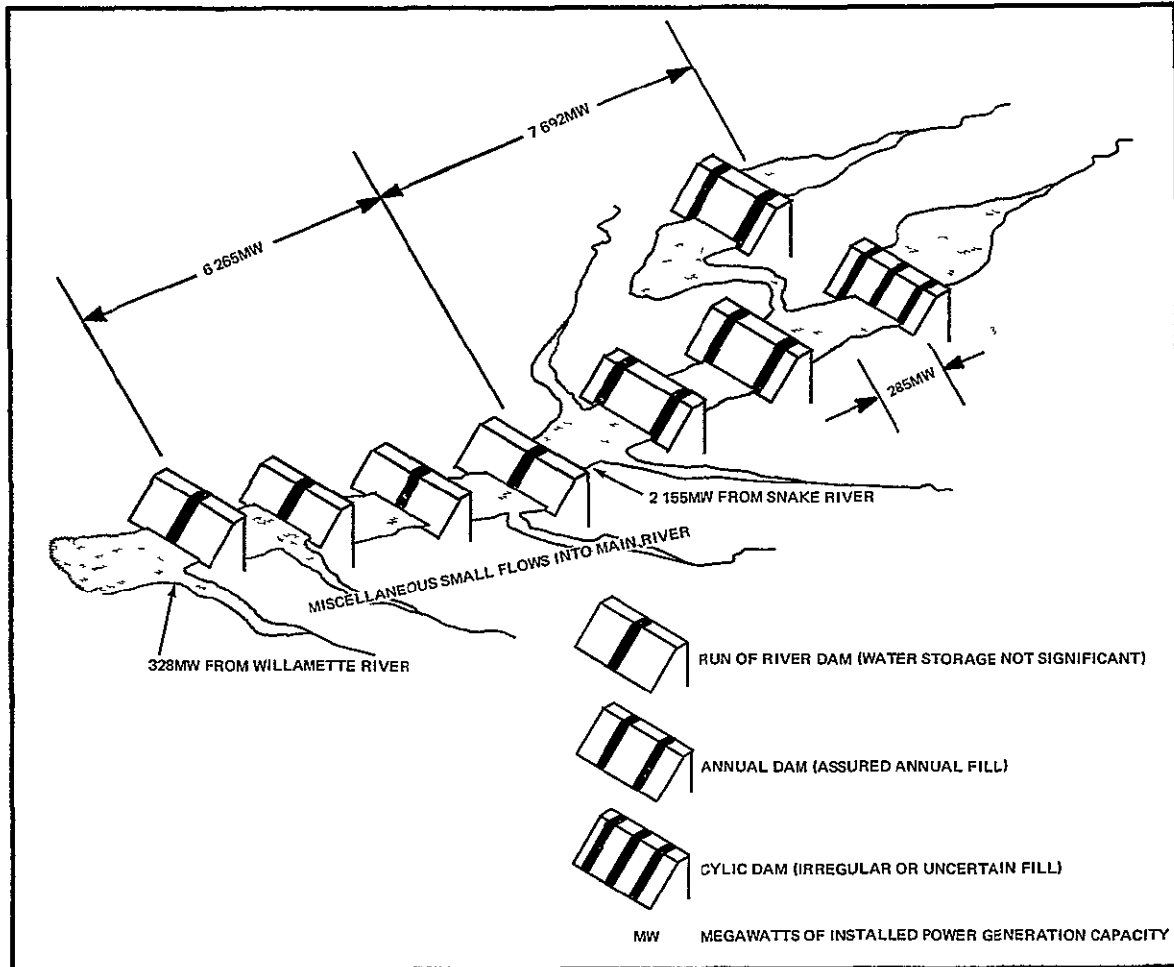 7 692MW
6 265MW
285MW
2 155MW FROM SNAKE RIVER
MISCELLANEOUS SMALL FLOWS INTO MAIN RIVER
328MW FROM WILLAMETTE RIVER
RUN OF RIVER DAM (WATER STORAGE NOT SIGNIFICANT)
ANNUAL DAM (ASSURED ANNUAL FILL)
CYLIC DAM (IRREGULAR OR UNCERTAIN FILL)
MW MEGAWATTS OF INSTALLED POWER GENERATION CAPACITY